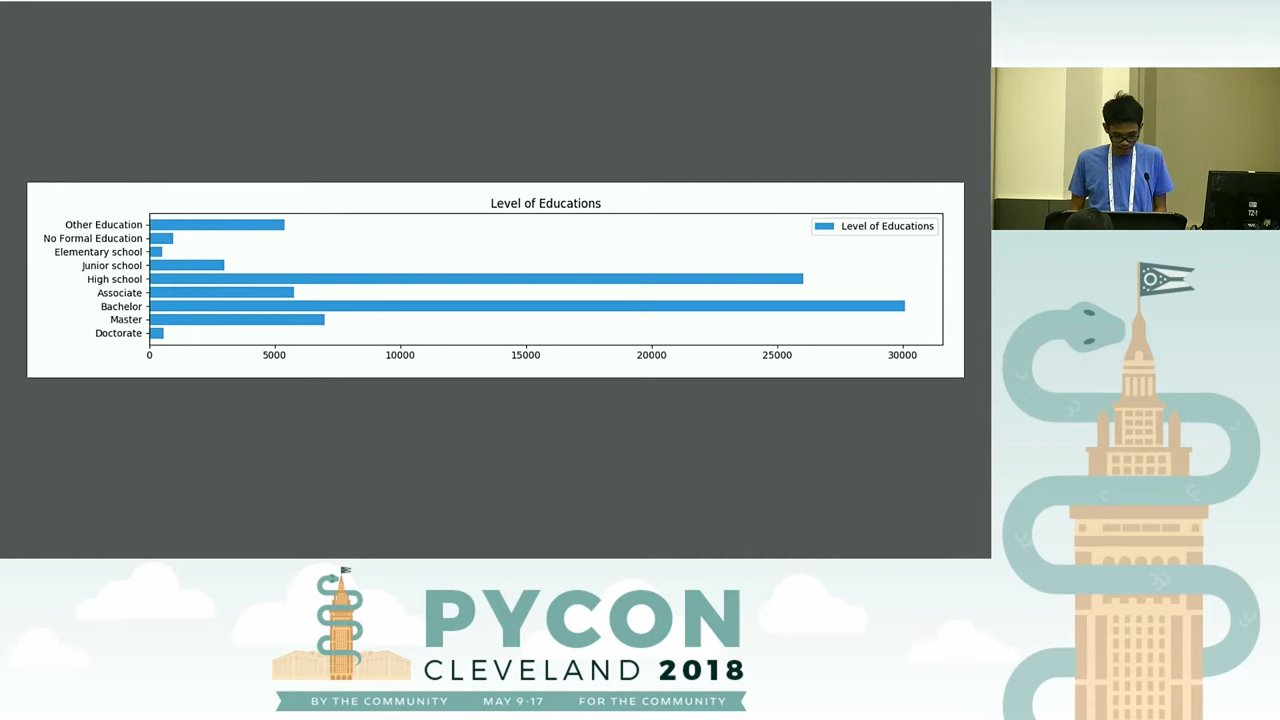 Level of Educations
Level of Educations
Other Education
No Formal Education
Elementary school
Junior school
High school
Associate
Bachelor
Master
Doctorate
0 5000 10000 15000 20000 25000 30000
PYCON
CLEVELAND 2018
BY THE COMMUNITY MAY 9-17 FOR THE COMMUNITY